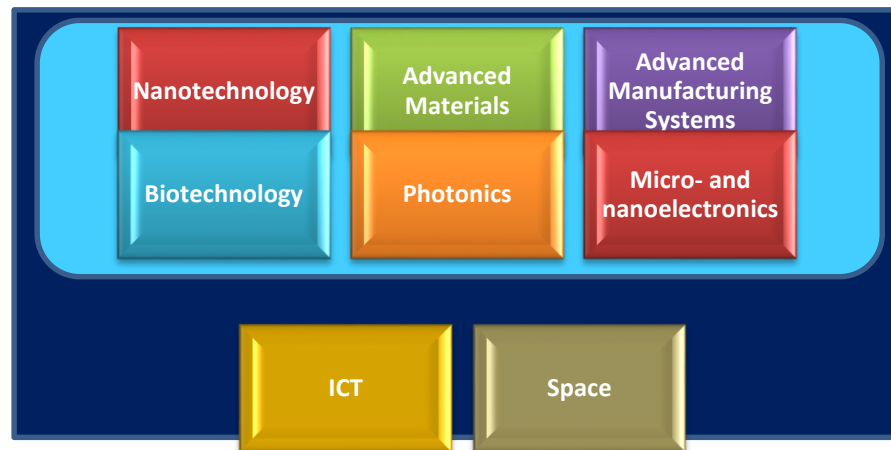 Nanotechnology
Advanced
Materials
Advanced
Manufacturing
Systems
Biotechnology
Photonics
Micro- and
nanoelectronics
ICT
Space